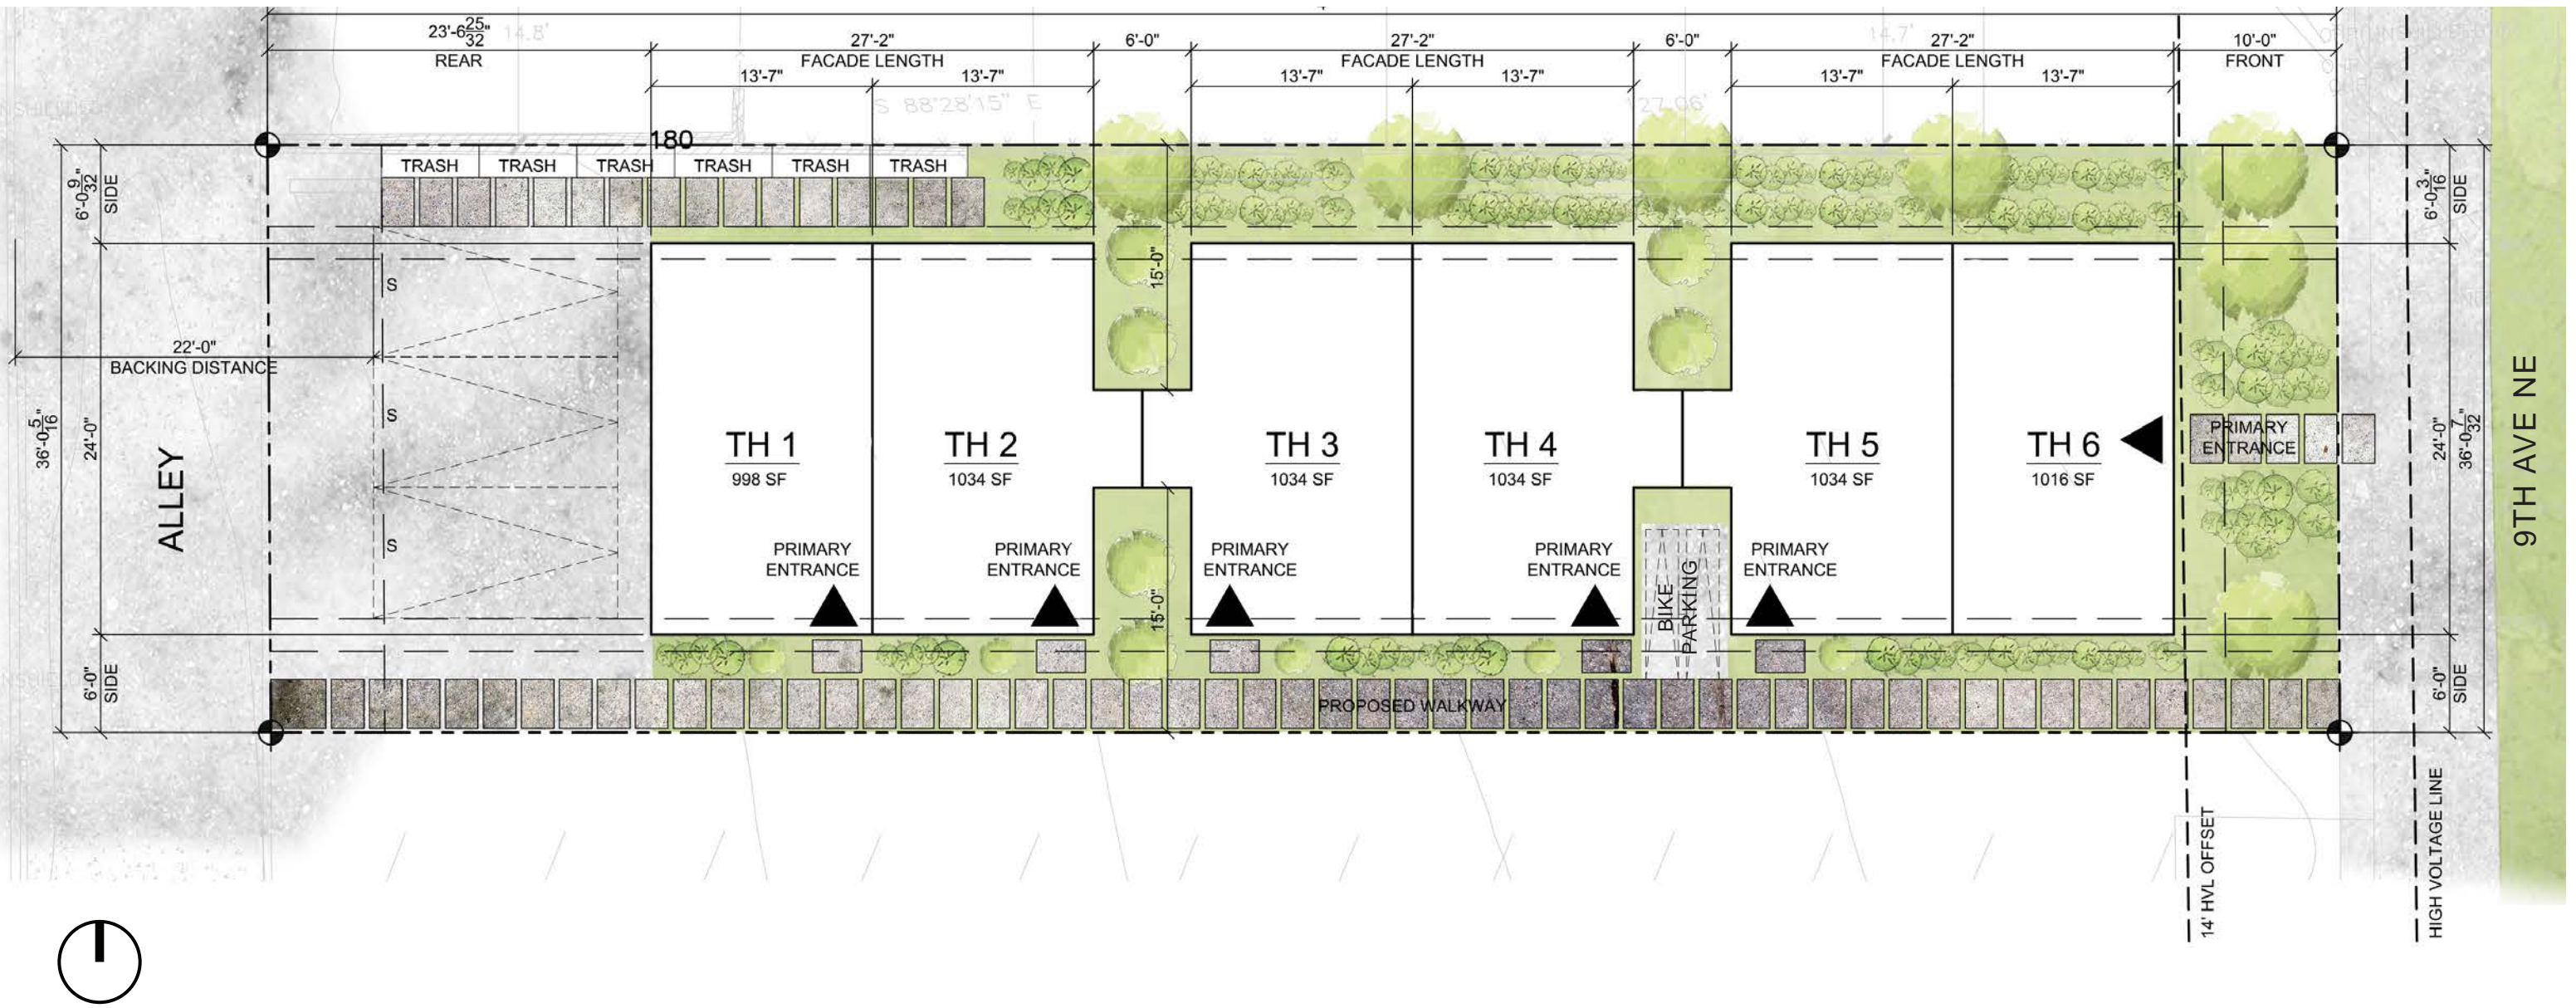 23'-6 25/32"
14.8'
REAR
27'-2"
FACADE LENGTH
6'-0"
27'-2"
FACADE LENGTH
6'-0"
14.7'
27'-2"
FACADE LENGTH
10'-0"
FRONT
13'-7"
13'-7"
13'-7"
13'-7"
13'-7"
13'-7"
S 88°28'15" E
127.06'
180
TRASH
TRASH
TRASH
TRASH
TRASH
TRASH
6'-0 9/32"
SIDE
6'-0 3/16"
SIDE
15'-0"
S
22'-0"
BACKING DISTANCE
S
S
36'-0 5/16"
24'-0"
ALLEY
TH 1
998 SF
TH 2
1034 SF
TH 3
1034 SF
TH 4
1034 SF
TH 5
1034 SF
TH 6
1016 SF
PRIMARY
ENTRANCE
24'-0"
36'-0 7/32"
9TH AVE NE
PRIMARY
ENTRANCE
PRIMARY
ENTRANCE
PRIMARY
ENTRANCE
PRIMARY
ENTRANCE
PRIMARY
ENTRANCE
15'-0"
BIKE
PARKING
6'-0"
SIDE
PROPOSED WALKWAY
6'-0"
SIDE
14' HVL OFFSET
HIGH VOLTAGE LINE